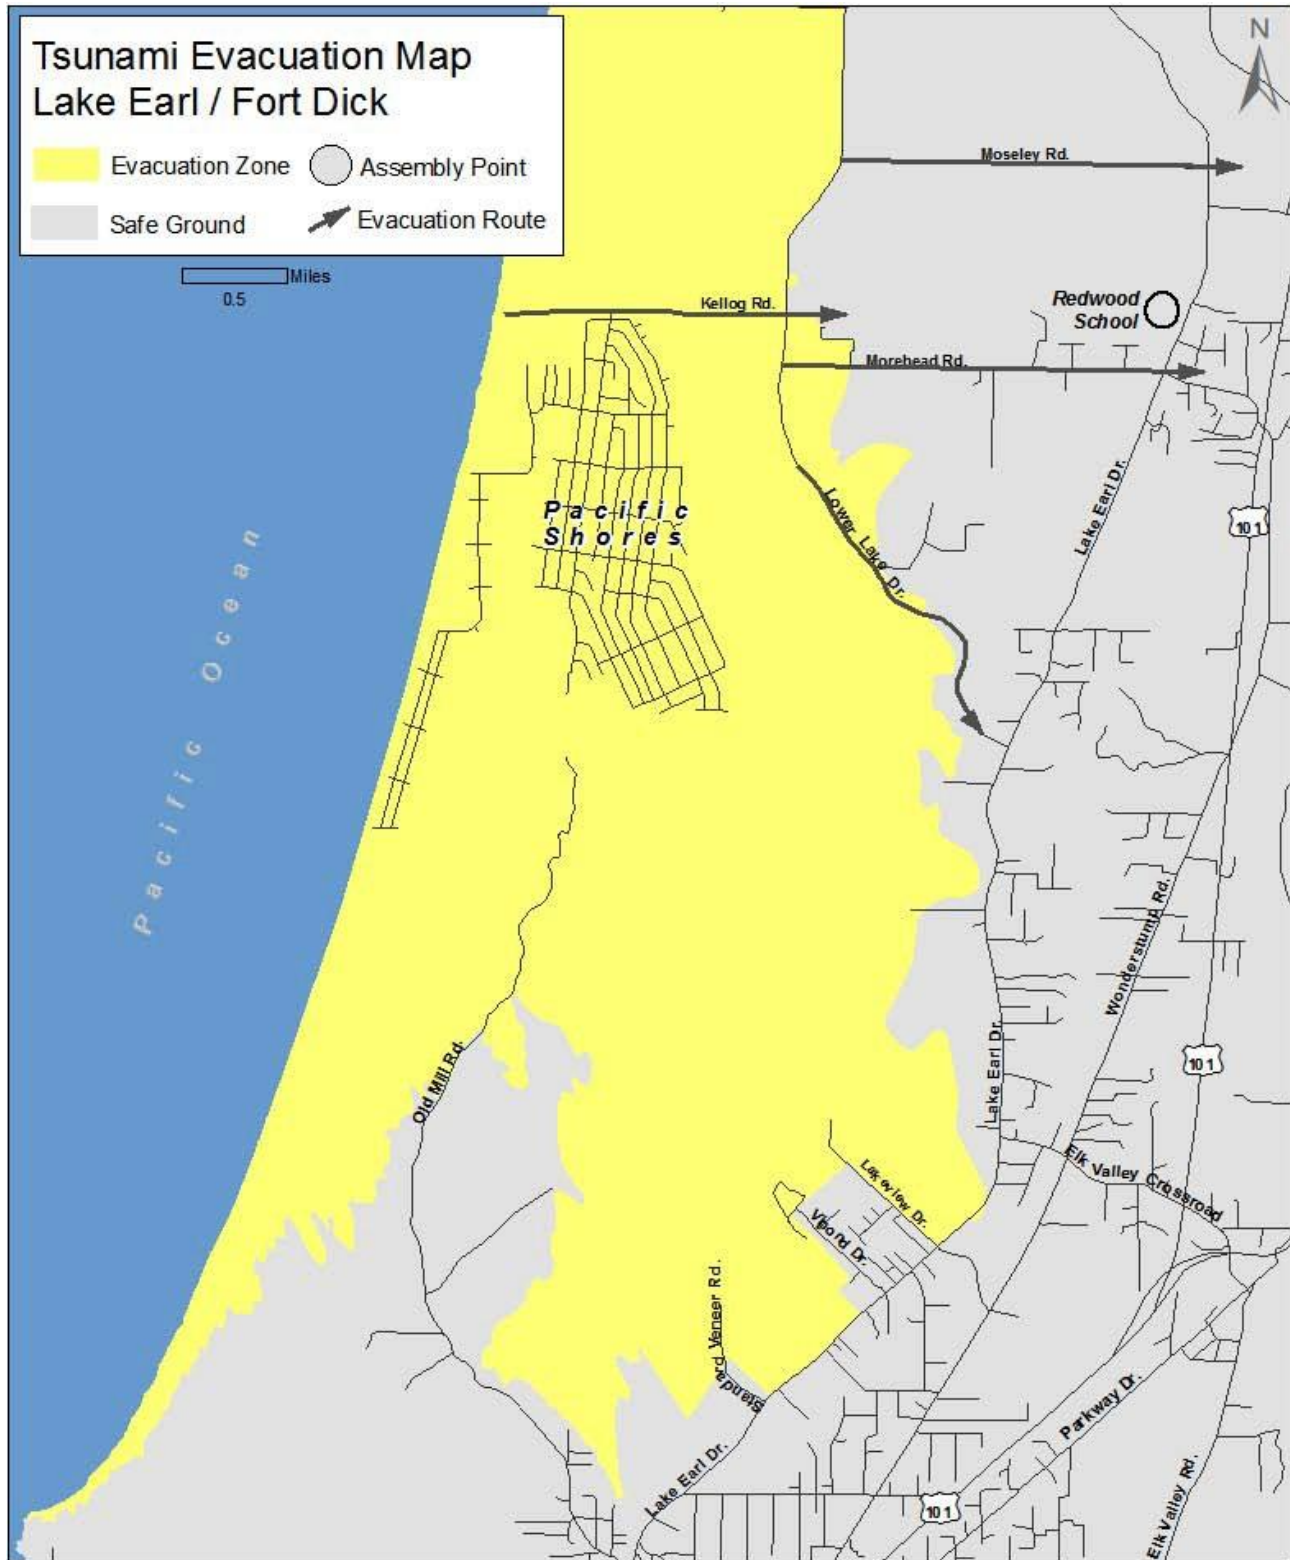 Tsunami Evacuation Map
Lake Earl / Fort Dick
Evacuation Zone
Assembly Point
Safe Ground
Evacuation Route
Miles
0.5
N
Moseley Rd.
Kellog Rd.
Redwood
School
Morehead Rd.
Pacific
Shores
Lower Lake Dr.
Lake Earl Dr.
101
Pacific Ocean
Wonderstump Rd.
Old Mill Rd.
Lake Earl Dr.
101
Elk Valley Crossroad
Lakeview Dr.
Vipond Dr.
Standard Veneer Rd.
Parkway Dr.
Lake Earl Dr.
101
Elk Valley Rd.